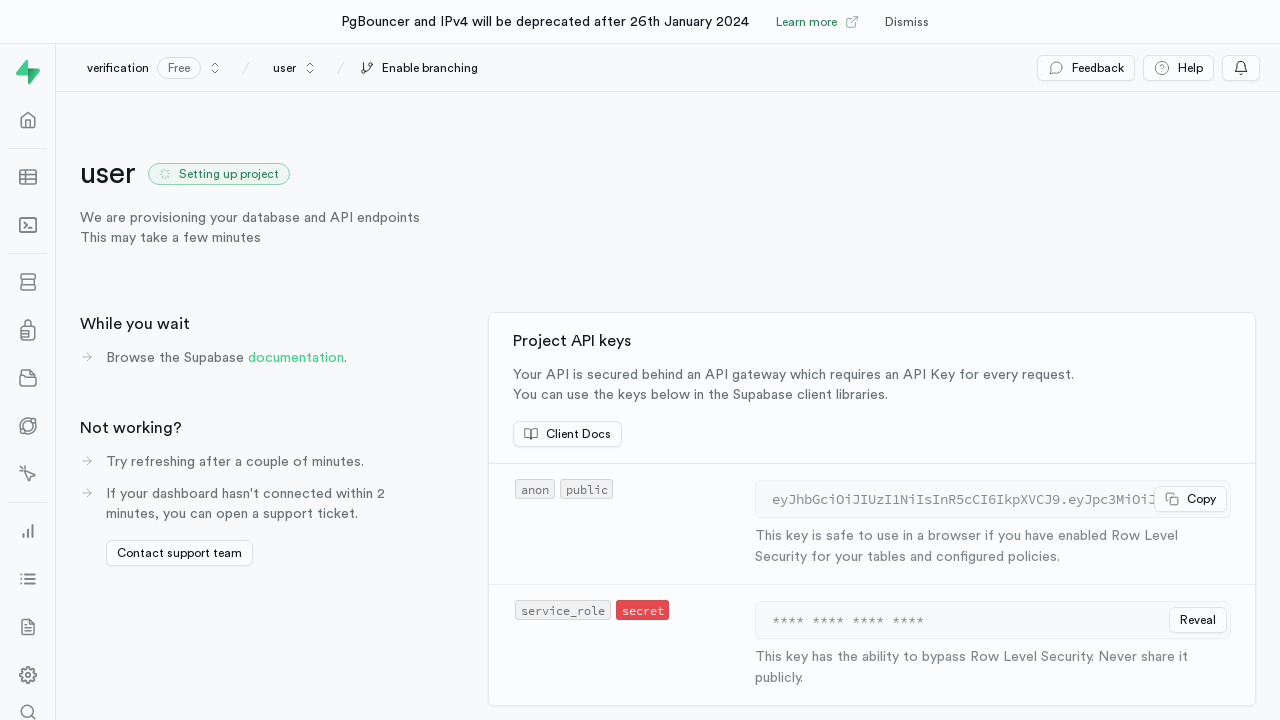 PgBouncer and IPv4 will be deprecated after 26th January 2024 Learn more Dismiss
verification Free / user / Enable branching Feedback Help
user Setting up project
We are provisioning your database and API endpoints
This may take a few minutes
While you wait
Browse the Supabase documentation.
Not working?
Try refreshing after a couple of minutes.
If your dashboard hasn't connected within 2
minutes, you can open a support ticket.
Contact support team
Project API keys
Your API is secured behind an API gateway which requires an API Key for every request.
You can use the keys below in the Supabase client libraries.
Client Docs
anon public eyJhbGciOiJIUzI1NiIsInR5cCI6IkpXVCJ9.eyJpc3MiOiJ Copy
This key is safe to use in a browser if you have enabled Row Level
Security for your tables and configured policies.
service_role secret **** **** **** **** Reveal
This key has the ability to bypass Row Level Security. Never share it
publicly.